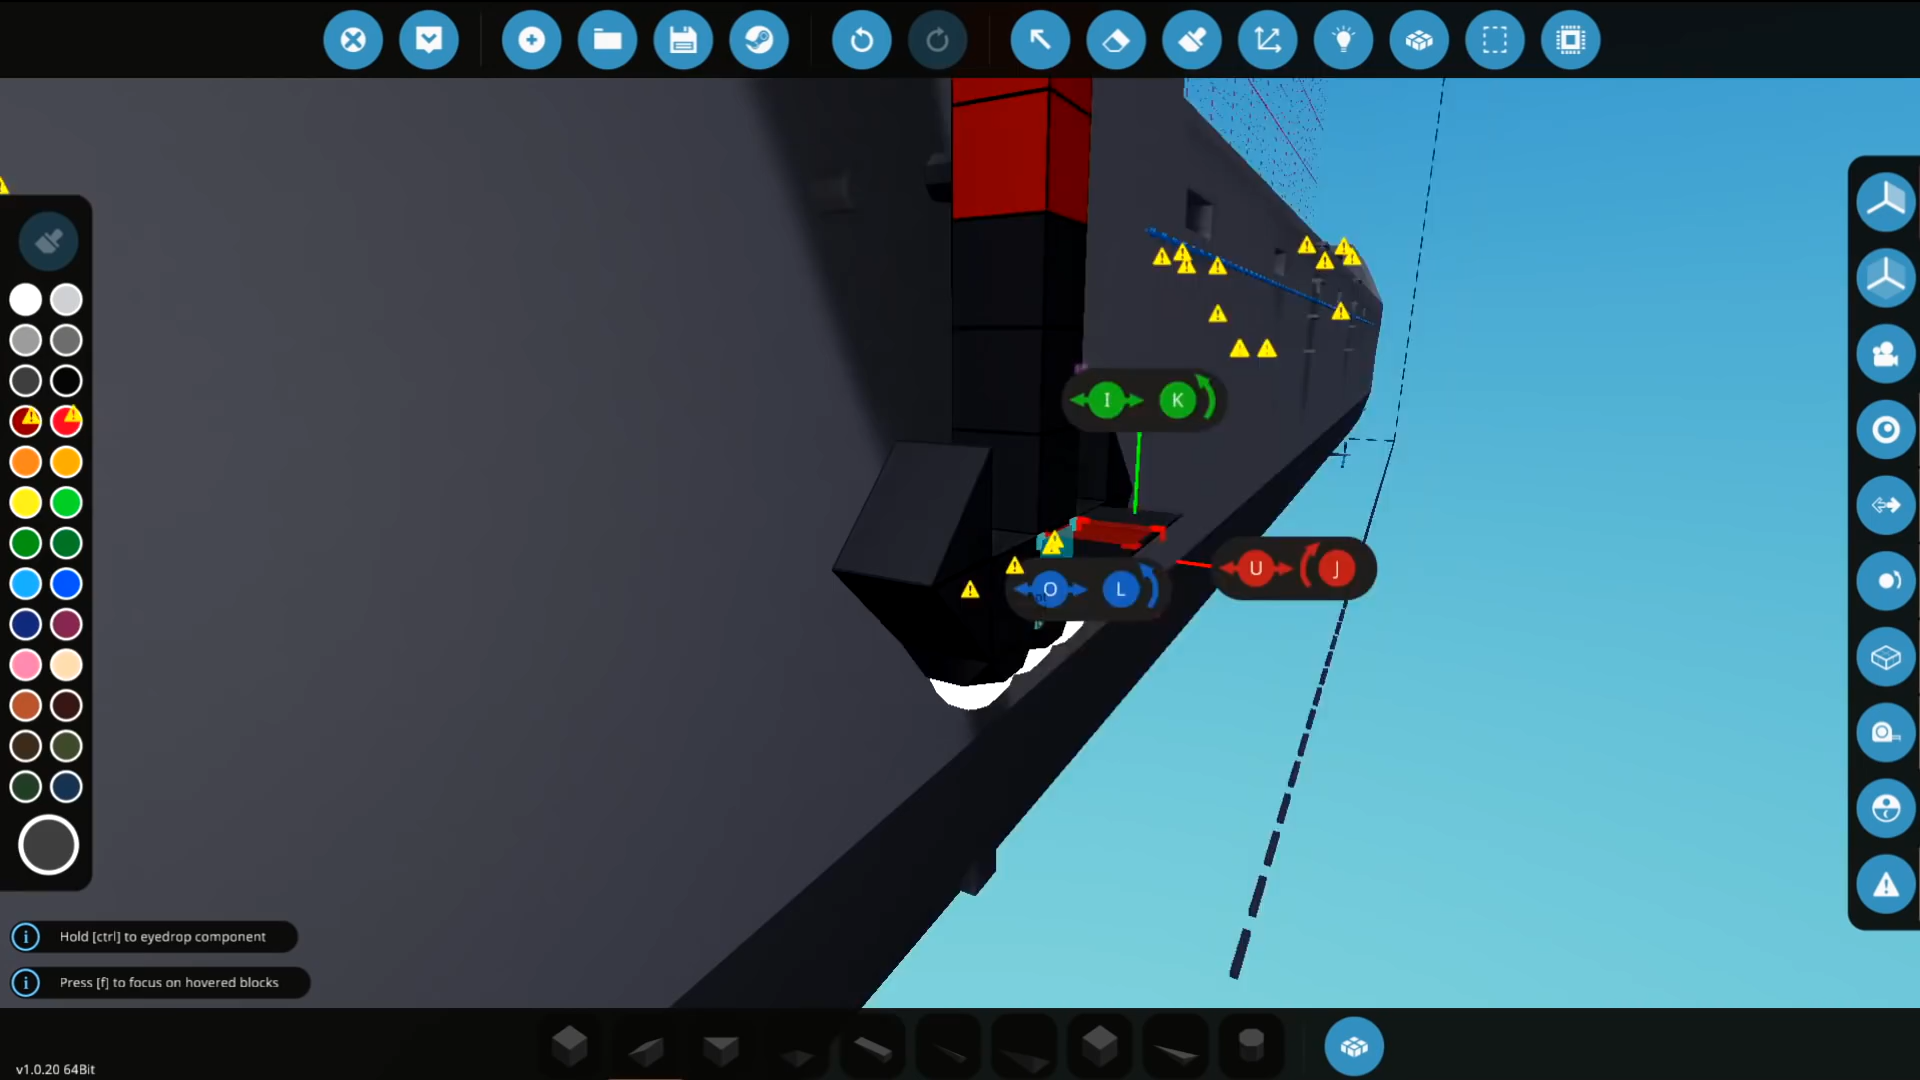 I K
O L
U J
Hold [ctrl] to eyedrop component
Press [f] to focus on hovered blocks
v1.0.20 64Bit